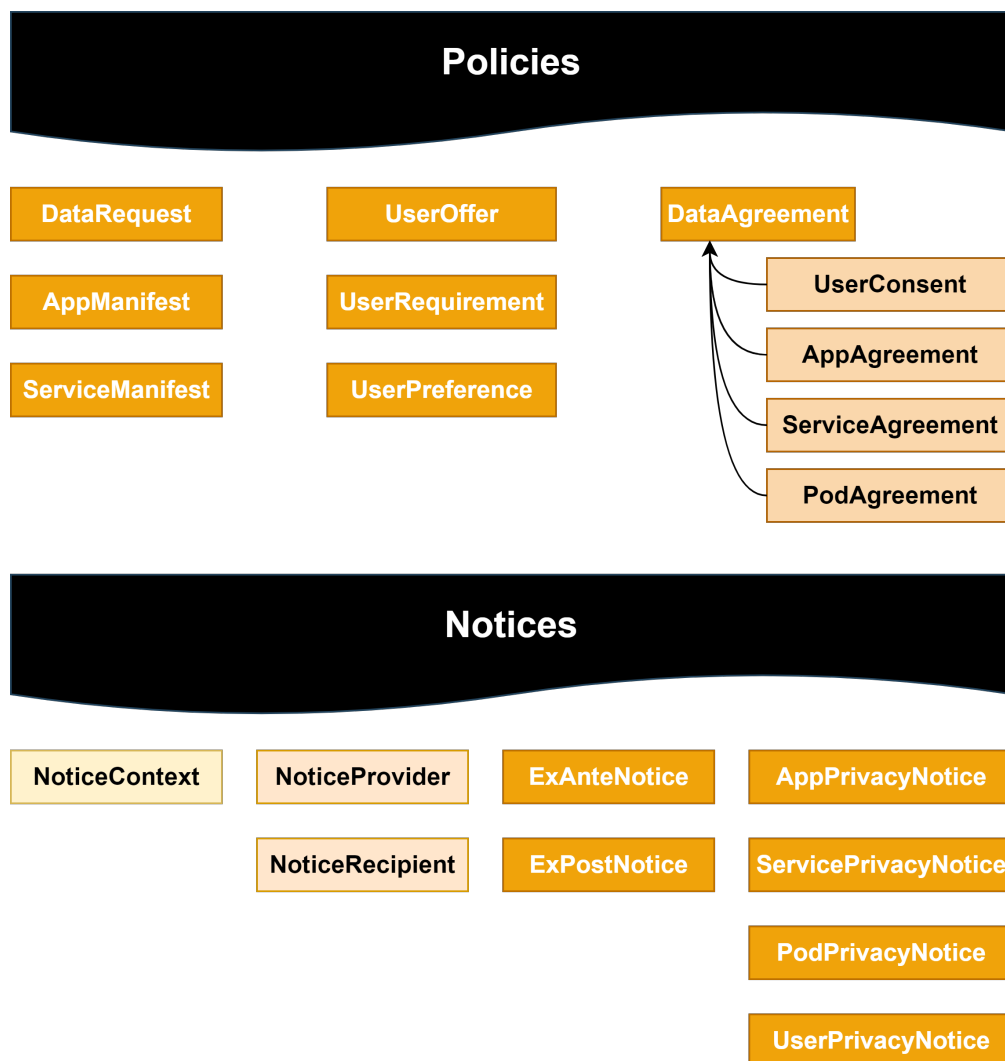 Policies
DataRequest
UserOffer
DataAgreement
AppManifest
UserRequirement
ServiceManifest
UserPreference
UserConsent
AppAgreement
ServiceAgreement
PodAgreement
Notices
NoticeContext
NoticeProvider
ExAnteNotice
AppPrivacyNotice
NoticeRecipient
ExPostNotice
ServicePrivacyNotice
PodPrivacyNotice
UserPrivacyNotice